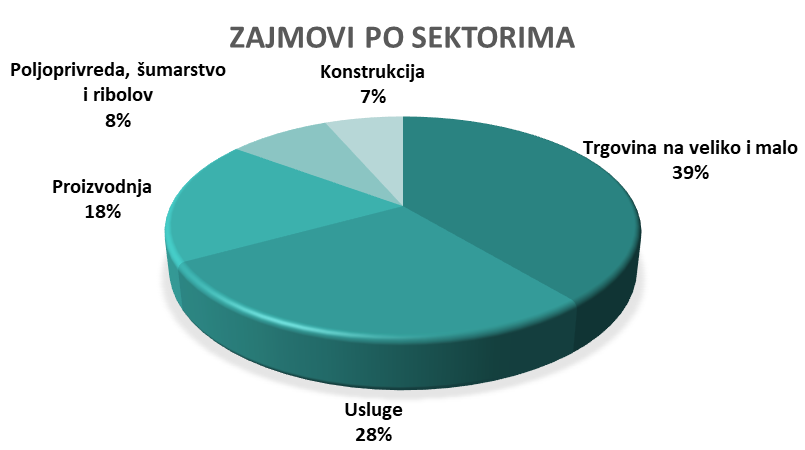 ZAJMOVI PO SEKTORIMA
Poljoprivreda, šumarstvo
i ribolov
8%
Konstrukcija
7%
Trgovina na veliko i malo
39%
Proizvodnja
18%
Usluge
28%